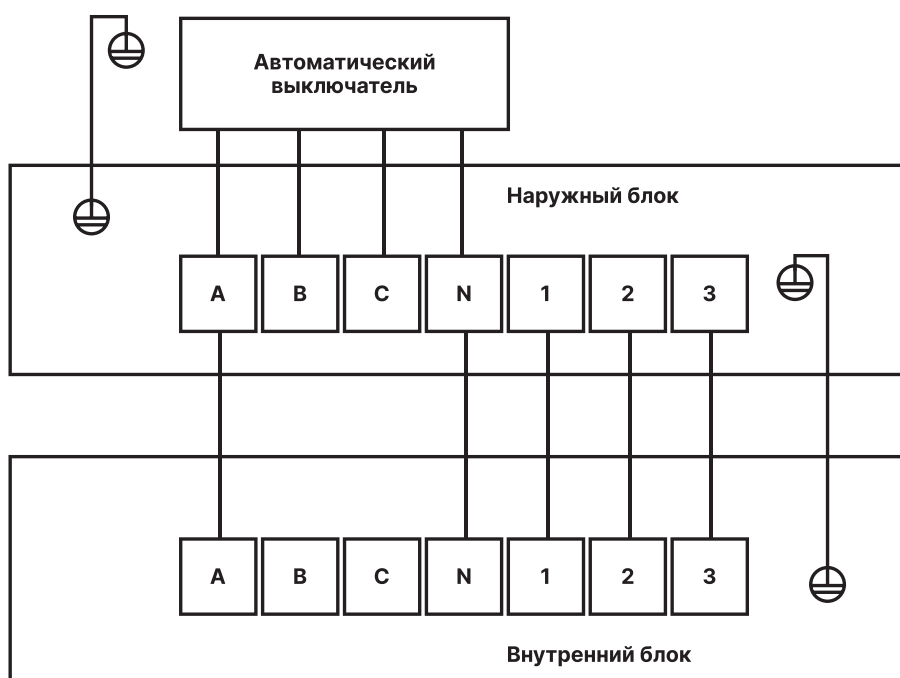 Автоматический
выключатель
Наружный блок
A B C N 1 2 3
A B C N 1 2 3
Внутренний блок